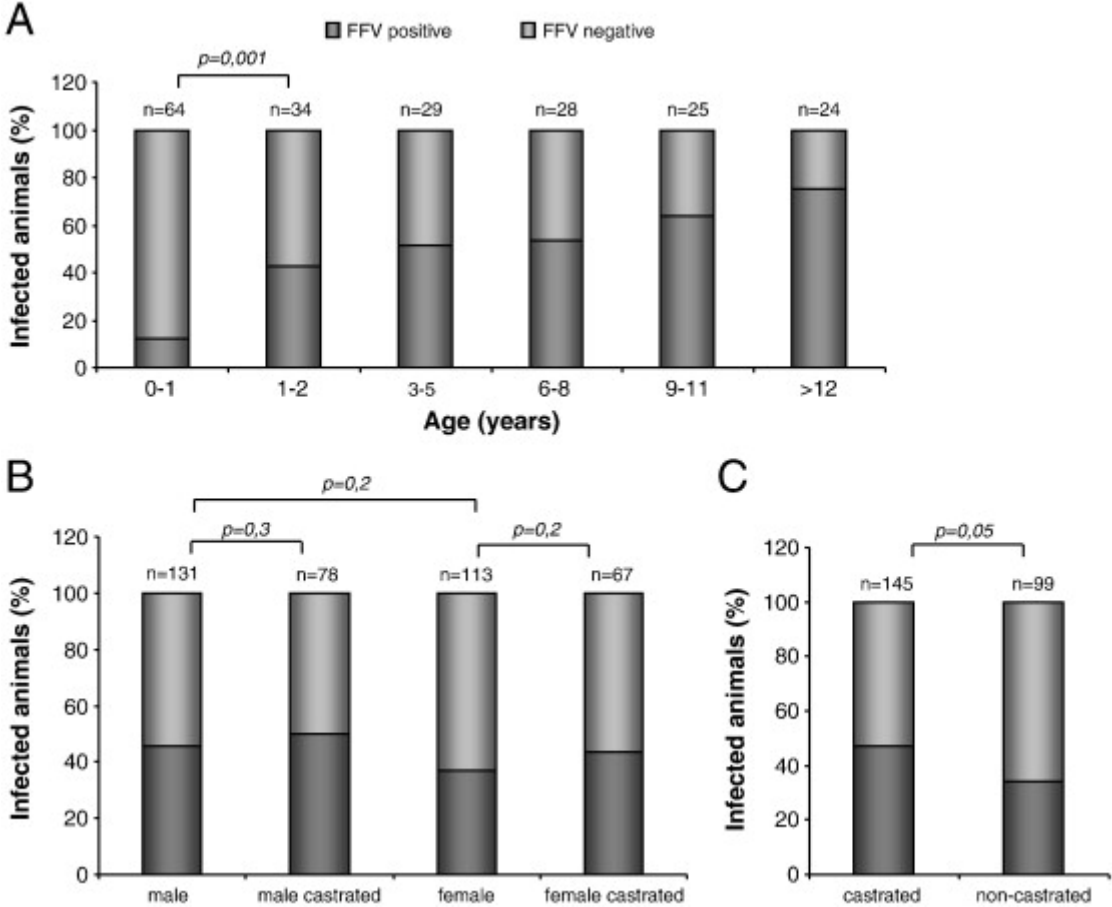 A
FFV positive FFV negative
p=0,001
n=64 n=34 n=29 n=28 n=25 n=24
Infected animals (%)
120
100
80
60
40
20
0
0-1 1-2 3-5 6-8 9-11 >12
Age (years)
B
p=0,2
p=0,3 p=0,2
n=131 n=78 n=113 n=67
Infected animals (%)
120
100
80
60
40
20
0
male male castrated female female castrated
C
p=0,05
n=145 n=99
Infected animals (%)
120
100
80
60
40
20
0
castrated non-castrated